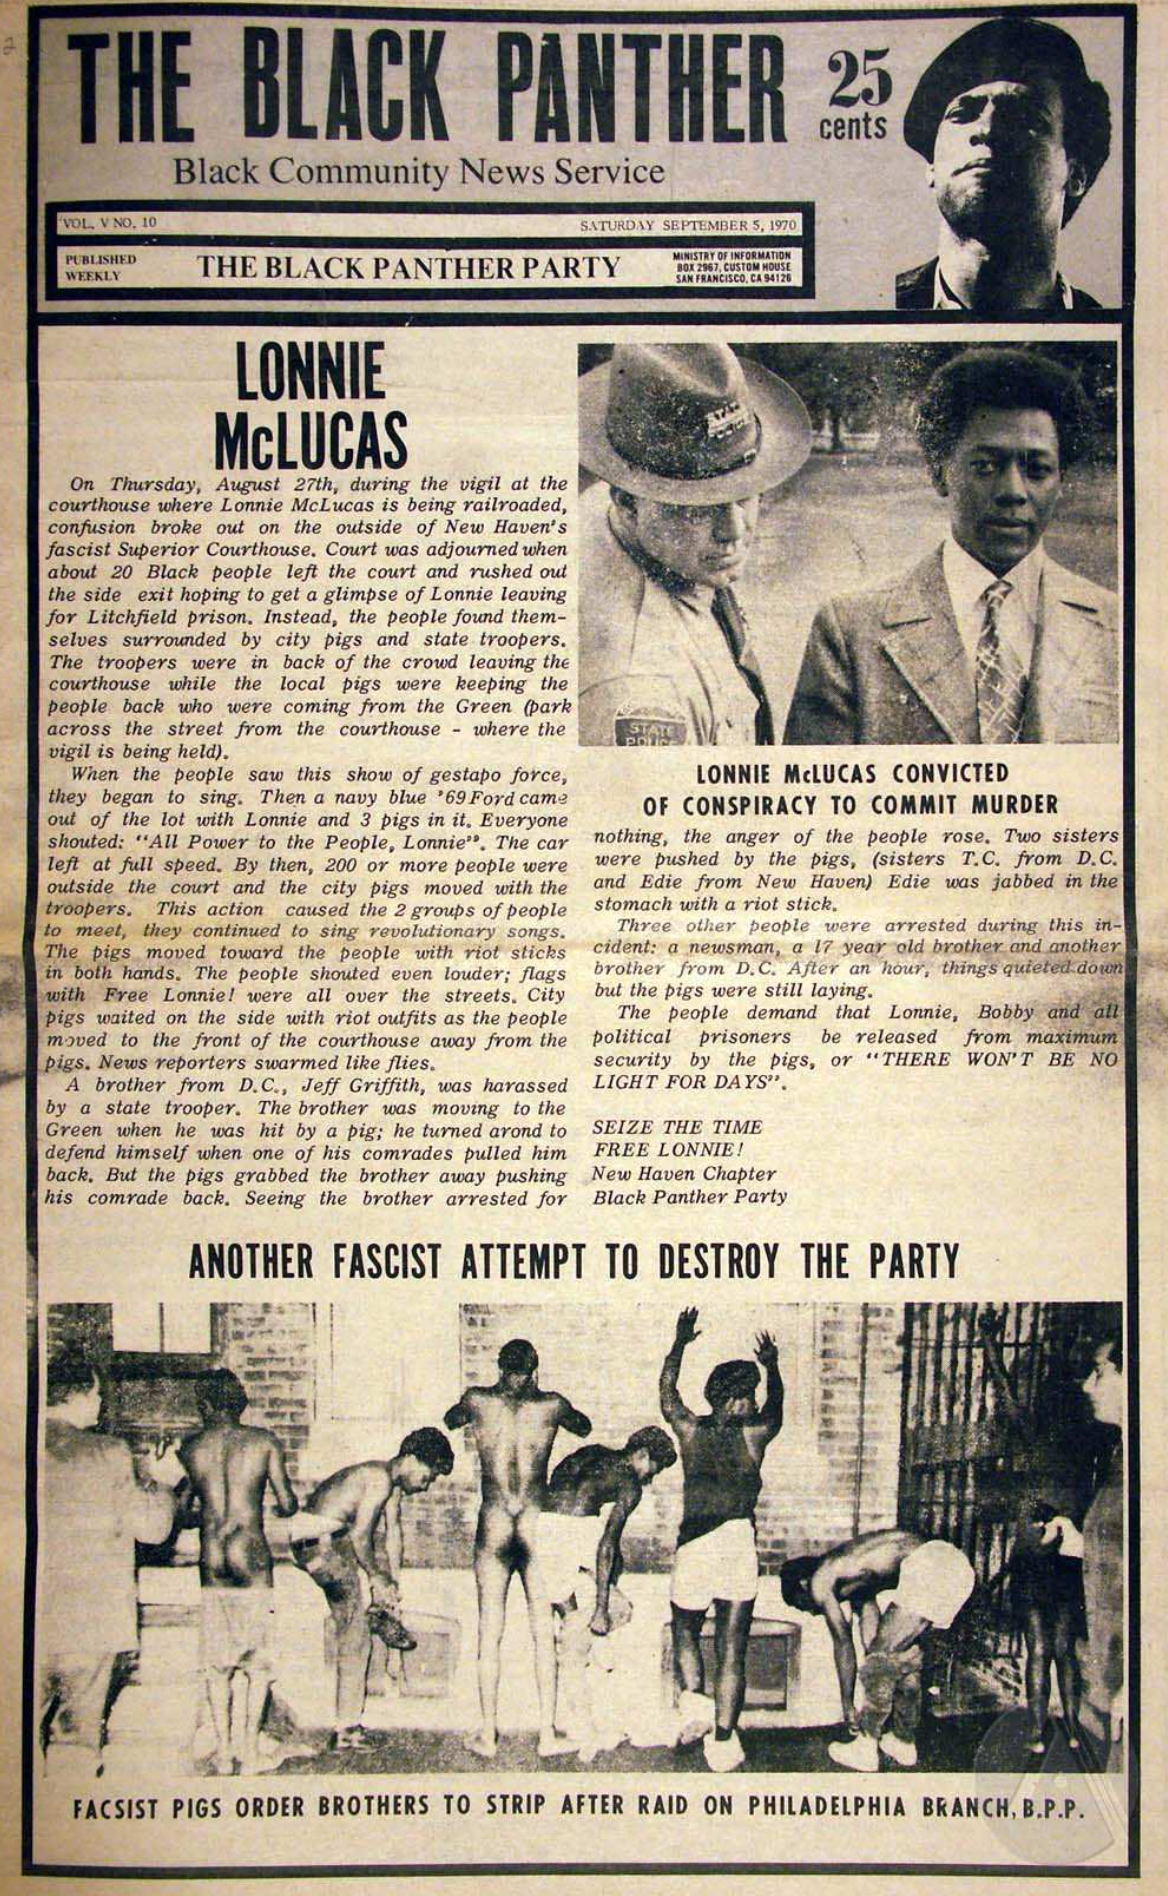 THE BLACK PANTHER
25
cents
Black Community News Service
VOL. V NO. 10
SATURDAY SEPTEMBER 5, 1970
PUBLISHED
WEEKLY
THE BLACK PANTHER PARTY
MINISTRY OF INFORMATION
BOX 2967, CUSTOM HOUSE
SAN FRANCISCO, CA 94126
LONNIE
McLUCAS
On Thursday, August 27th, during the vigil at the
courthouse where Lonnie McLucas is being railroaded,
confusion broke out on the outside of New Haven's
fascist Superior Courthouse. Court was adjourned when
about 20 Black people left the court and rushed out
the side exit hoping to get a glimpse of Lonnie leaving
for Litchfield prison. Instead, the people found them-
selves surrounded by city pigs and state troopers.
The troopers were in back of the crowd leaving the
courthouse while the local pigs were keeping the
people back who were coming from the Green (park
across the street from the courthouse - where the
vigil is being held).
When the people saw this show of gestapo force,
they began to sing. Then a navy blue '69 Ford came
out of the lot with Lonnie and 3 pigs in it. Everyone
shouted: "All Power to the People, Lonnie". The car
left at full speed. By then, 200 or more people were
outside the court and the city pigs moved with the
troopers. This action caused the 2 groups of people
to meet, they continued to sing revolutionary songs.
The pigs moved toward the people with riot sticks
in both hands. The people shouted even louder; flags
with Free Lonnie! were all over the streets. City
pigs waited on the side with riot outfits as the people
moved to the front of the courthouse away from the
pigs. News reporters swarmed like flies.
A brother from D.C., Jeff Griffith, was harassed
by a state trooper. The brother was moving to the
Green when he was hit by a pig; he turned arond to
defend himself when one of his comrades pulled him
back. But the pigs grabbed the brother away pushing
his comrade back. Seeing the brother arrested for
STATE
POLICE
LONNIE McLUCAS CONVICTED
OF CONSPIRACY TO COMMIT MURDER
nothing, the anger of the people rose. Two sisters
were pushed by the pigs, (sisters T.C. from D.C.
and Edie from New Haven) Edie was jabbed in the
stomach with a riot stick.
Three other people were arrested during this in-
cident: a newsman, a 17 year old brother and another
brother from D.C. After an hour, things quieted down
but the pigs were still laying.
The people demand that Lonnie, Bobby and all
political prisoners be released from maximum
security by the pigs, or "THERE WON'T BE NO
LIGHT FOR DAYS".
SEIZE THE TIME
FREE LONNIE!
New Haven Chapter
Black Panther Party
ANOTHER FASCIST ATTEMPT TO DESTROY THE PARTY
FACSIST PIGS ORDER BROTHERS TO STRIP AFTER RAID ON PHILADELPHIA BRANCH, B.P.P.